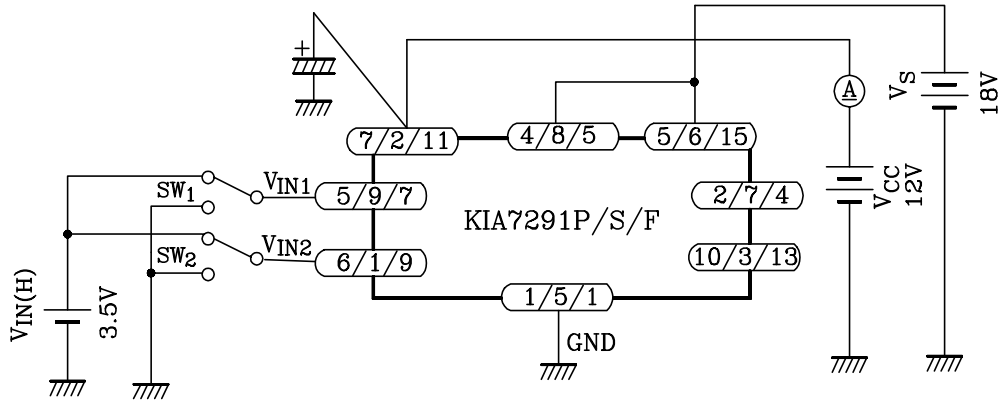 +
7/2/11
4/8/5
5/6/15
A
VS
18V
VCC
12V
SW1
VIN1
5/9/7
KIA7291P/S/F
2/7/4
SW2
VIN2
6/1/9
10/3/13
VIN(H)
3.5V
1/5/1
GND